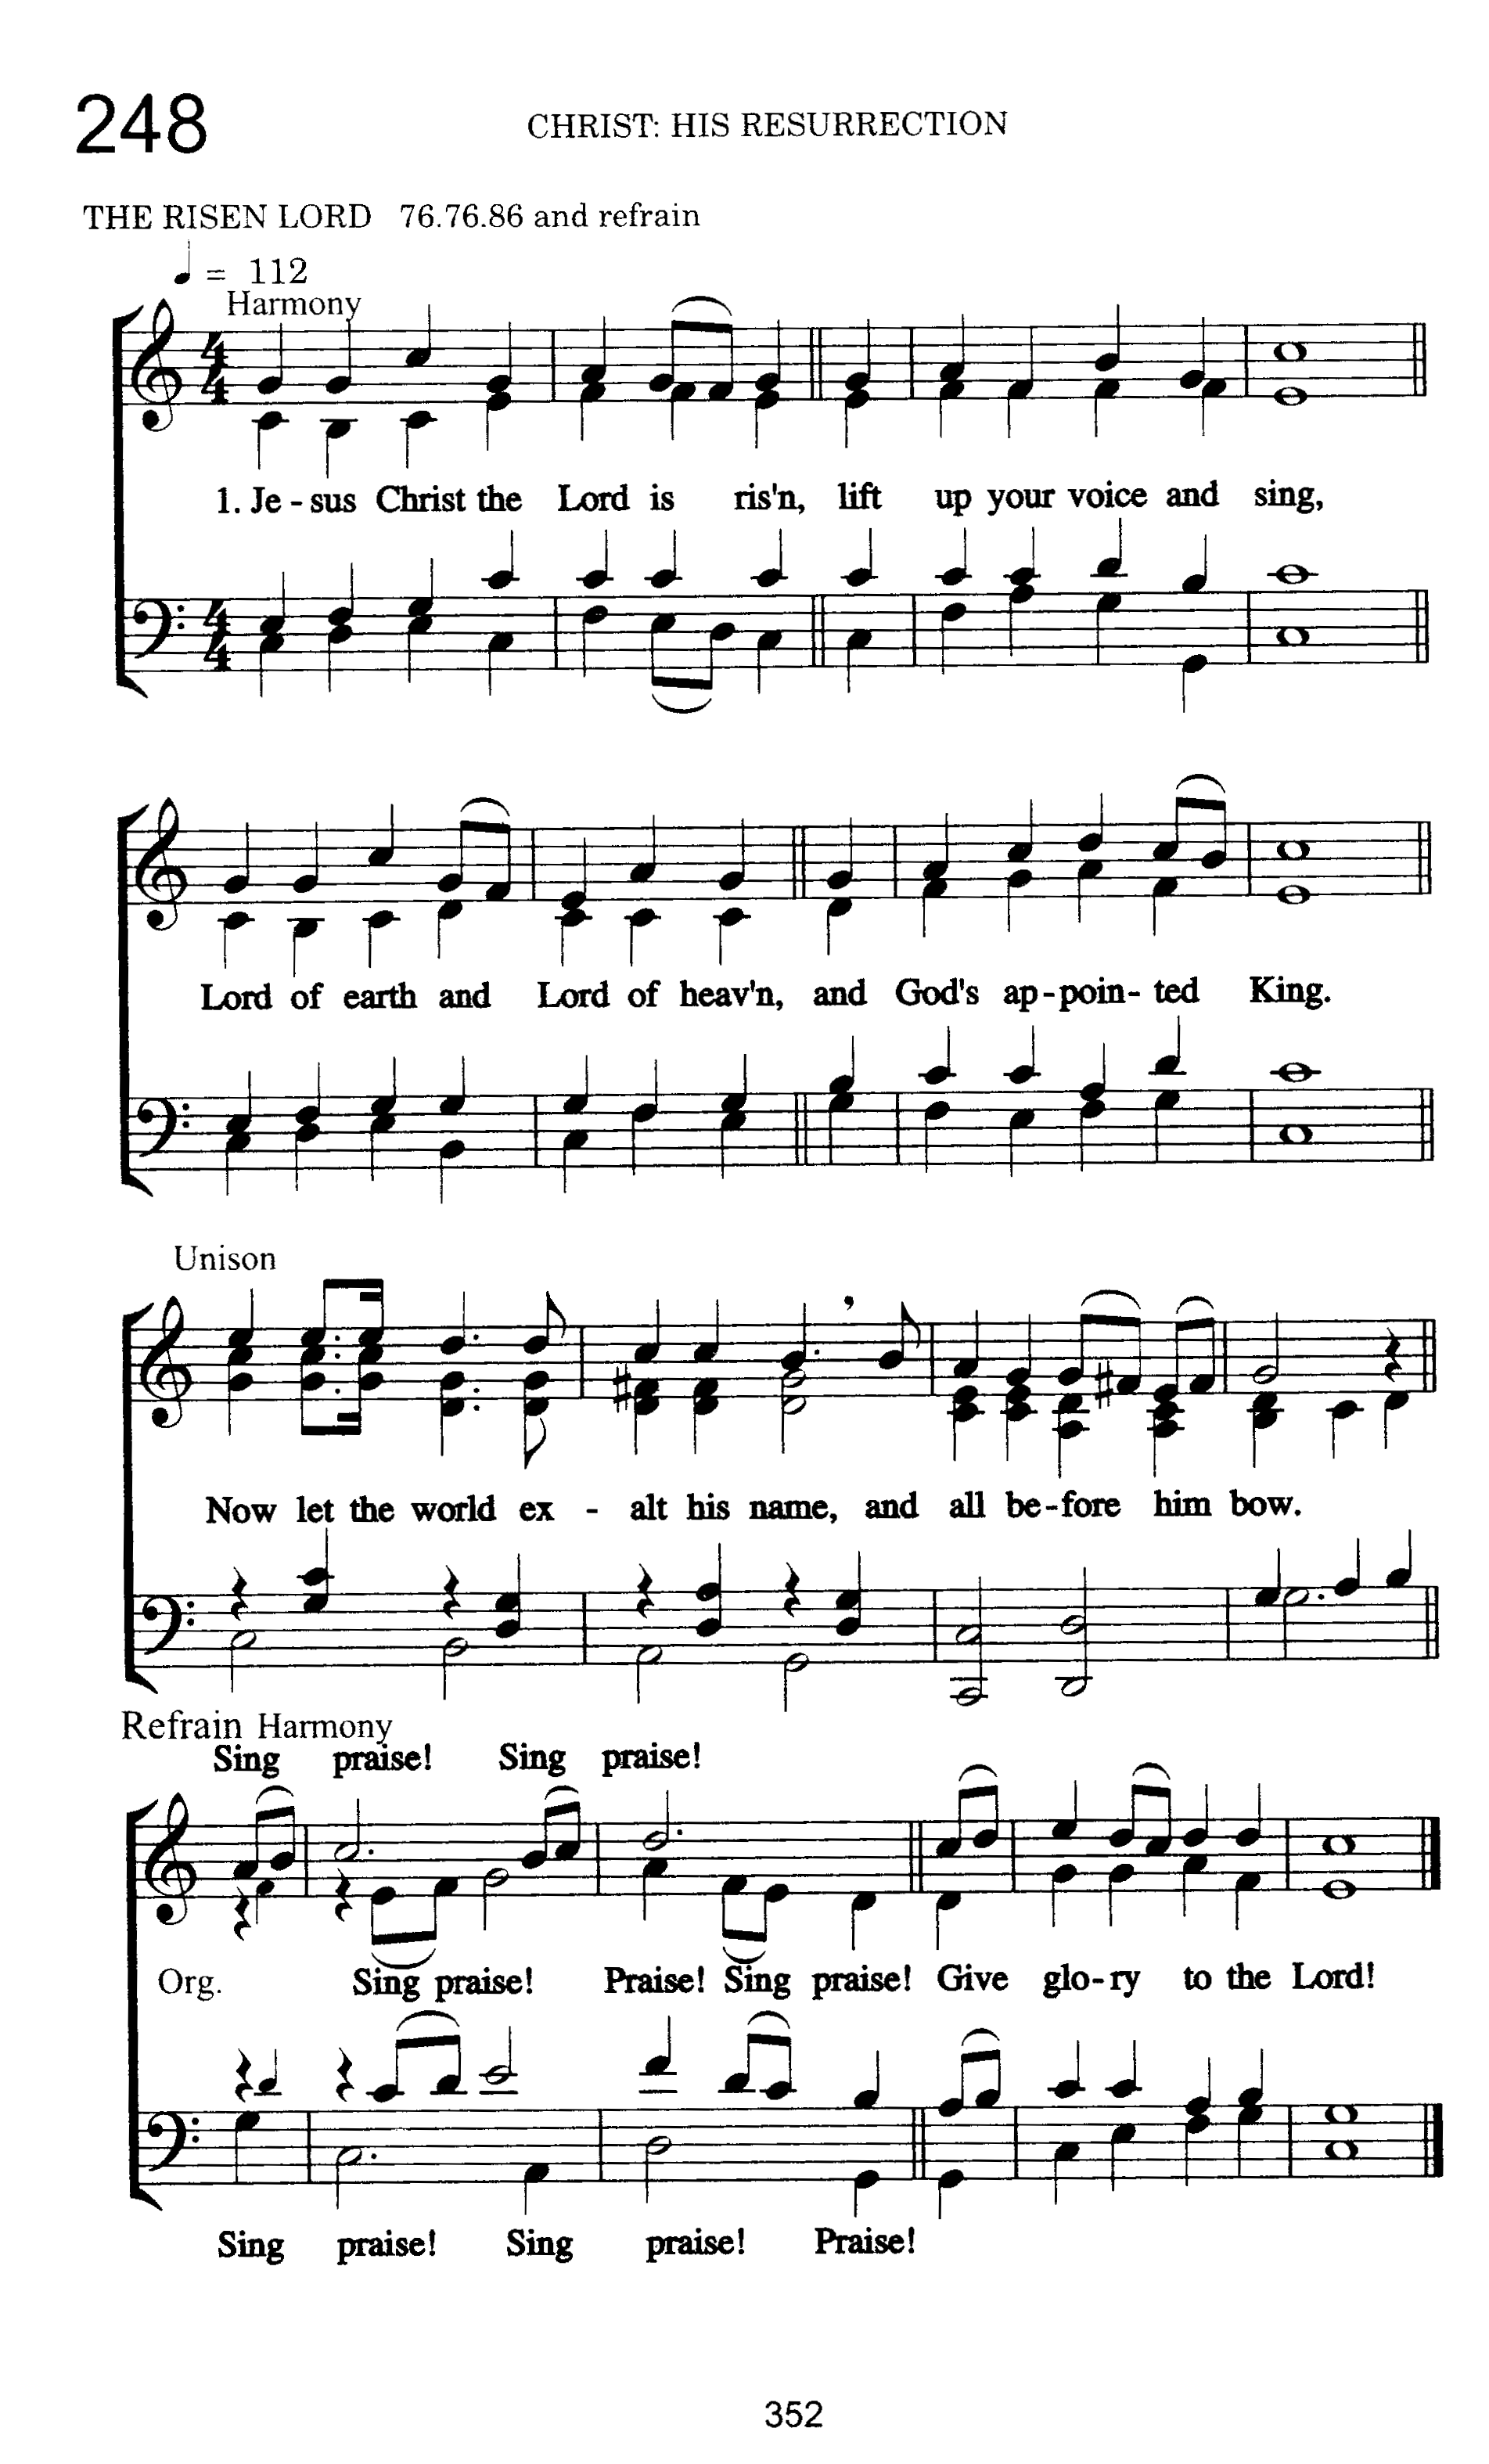 248
CHRIST: HIS RESURRECTION
THE RISEN LORD 76.76.86 and refrain
♩ = 112
Harmony
1. Je - sus Christ the Lord is ris'n, lift up your voice and sing,
Lord of earth and Lord of heav'n, and God's ap - poin - ted King.
Unison
Now let the world ex - alt his name, and all be - fore him bow.
Refrain Harmony
Sing praise! Sing praise!
Org. Sing praise! Praise! Sing praise! Give glo - ry to the Lord!
Sing praise! Sing praise! Praise!
352